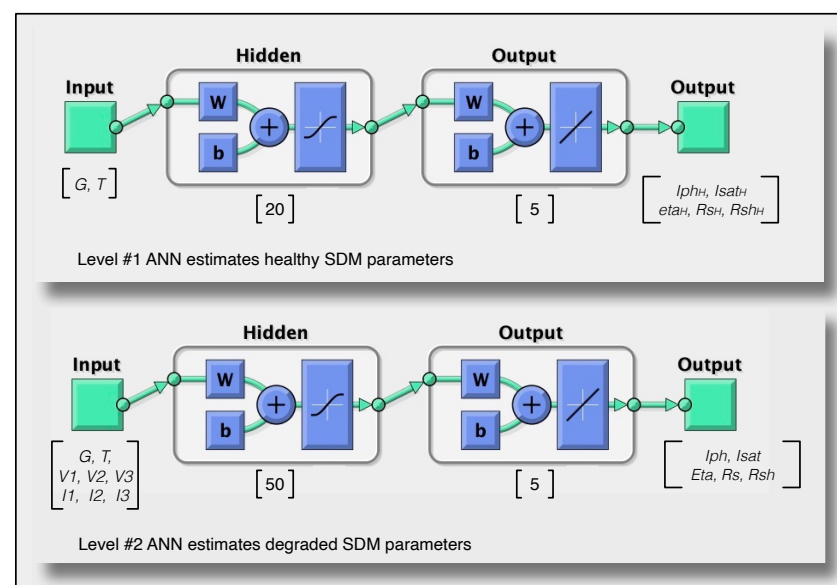 Hidden
Output
Input
Output
W
b
+
W
b
+
[G, T]
[20]
[5]
[IphH, IsatH
etaH, RsH, RshH]
Level #1 ANN estimates healthy SDM parameters
Hidden
Output
Input
Output
W
b
+
W
b
+
[G, T,
V1, V2, V3
I1, I2, I3]
[50]
[5]
[Iph, Isat
Eta, Rs, Rsh]
Level #2 ANN estimates degraded SDM parameters